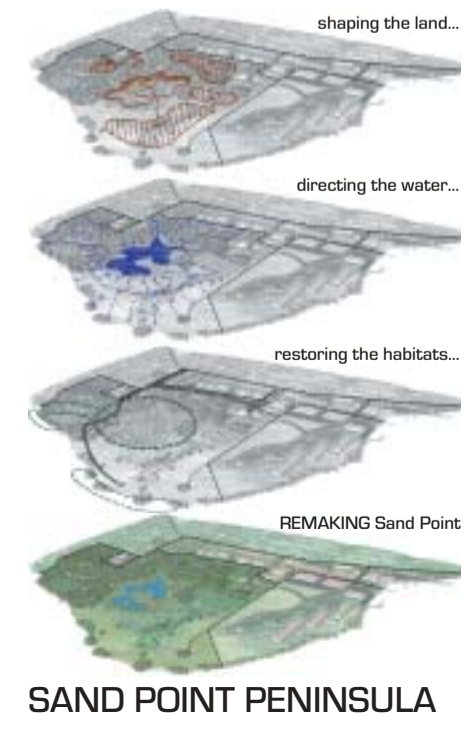 shaping the land...
directing the water...
restoring the habitats...
REMAKING Sand Point
SAND POINT PENINSULA